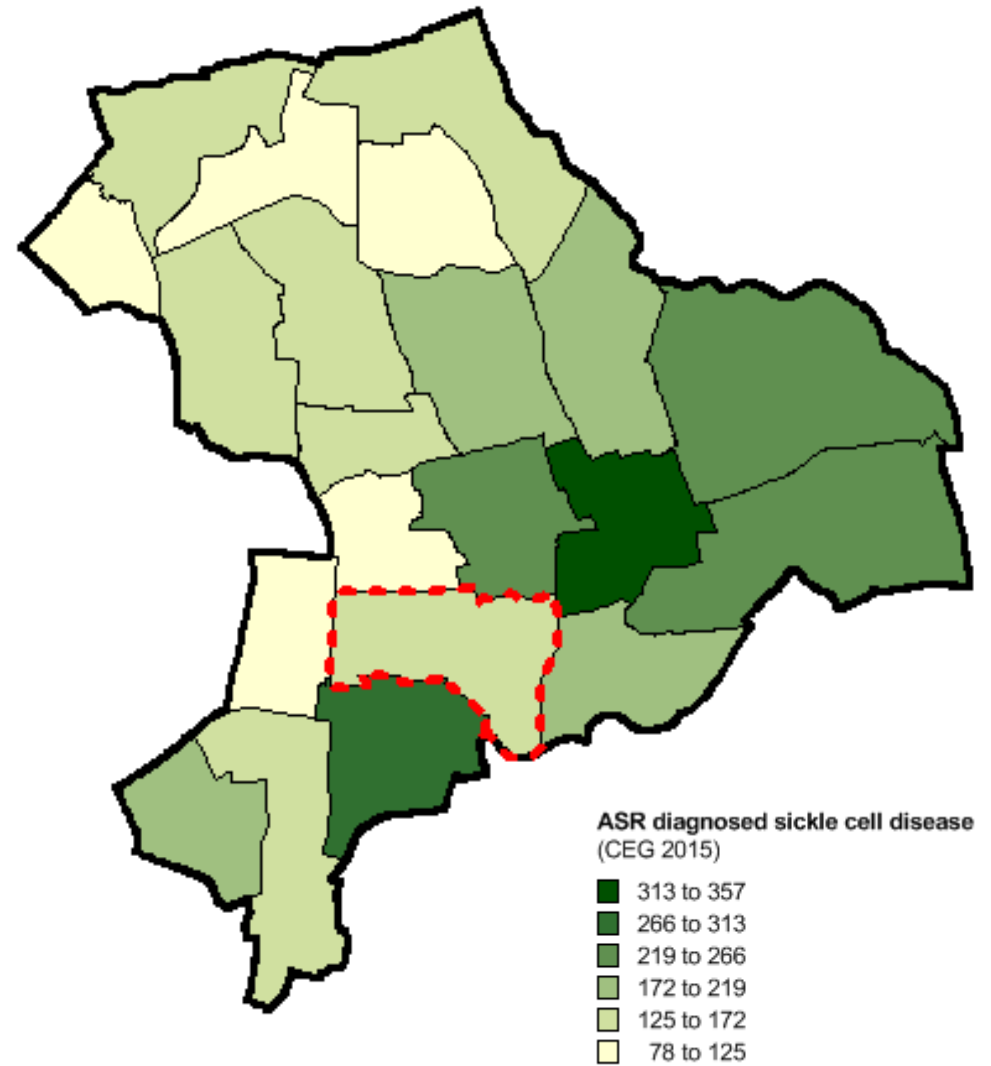 ASR diagnosed sickle cell disease
(CEG 2015)
313 to 357
266 to 313
219 to 266
172 to 219
125 to 172
78 to 125